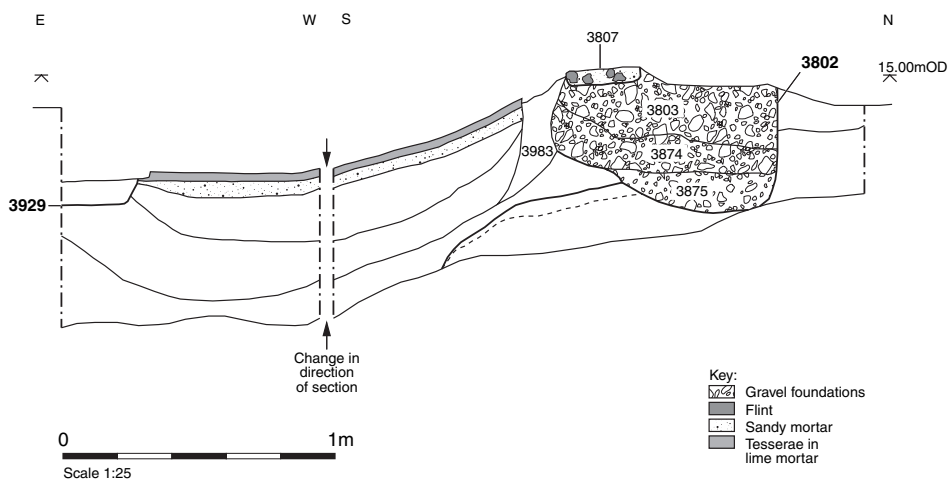 E
W
S
N
3807
15.00mOD
3802
3803
3983
3874
3875
3929
Change in
direction
of section
Key:
Gravel foundations
Flint
Sandy mortar
Tesserae in
lime mortar
0
1m
Scale 1:25